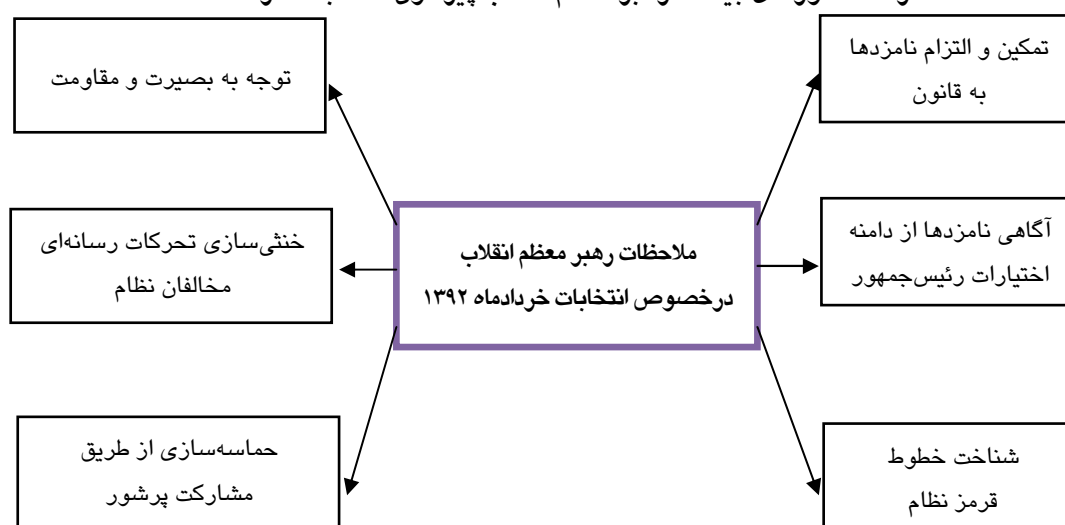 تمکین و التزام نامزدها
به قانون
توجه به بصیرت و مقاومت
آگاهی نامزدها از دامنه
اختیارات رئیس‌جمهور
ملاحظات رهبر معظم انقلاب
درخصوص انتخابات خردادماه ۱۳۹۲
خنثی‌سازی تحرکات رسانه‌ای
مخالفان نظام
شناخت خطوط
قرمز نظام
حماسه‌سازی از طریق
مشارکت پرشور